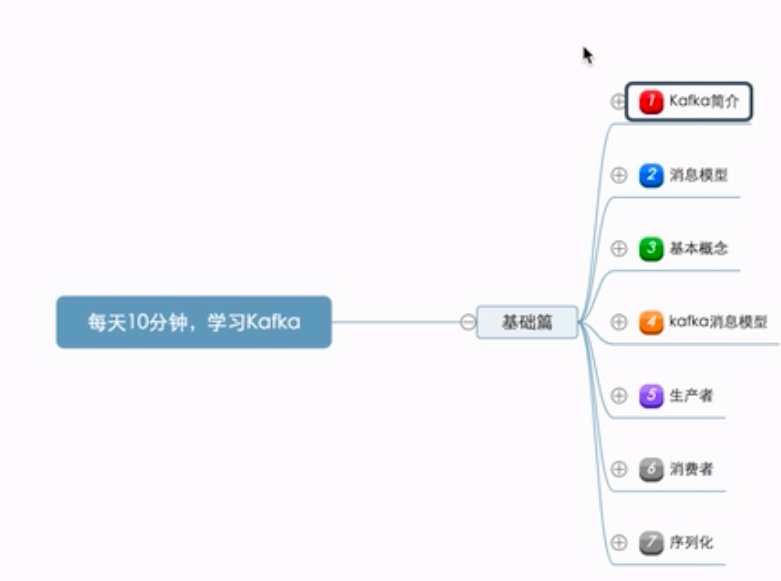 1 Kafka简介
2 消息模型
3 基本概念
每天10分钟，学习Kafka
基础篇
4 kafka消息模型
5 生产者
6 消费者
7 序列化